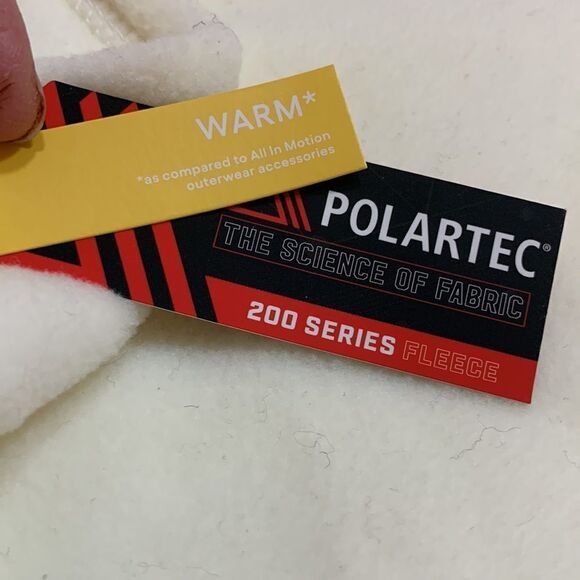 WARM*
*as compared to All In Motion
outerwear accessories
POLARTEC®
THE SCIENCE OF FABRIC
200 SERIES FLEECE